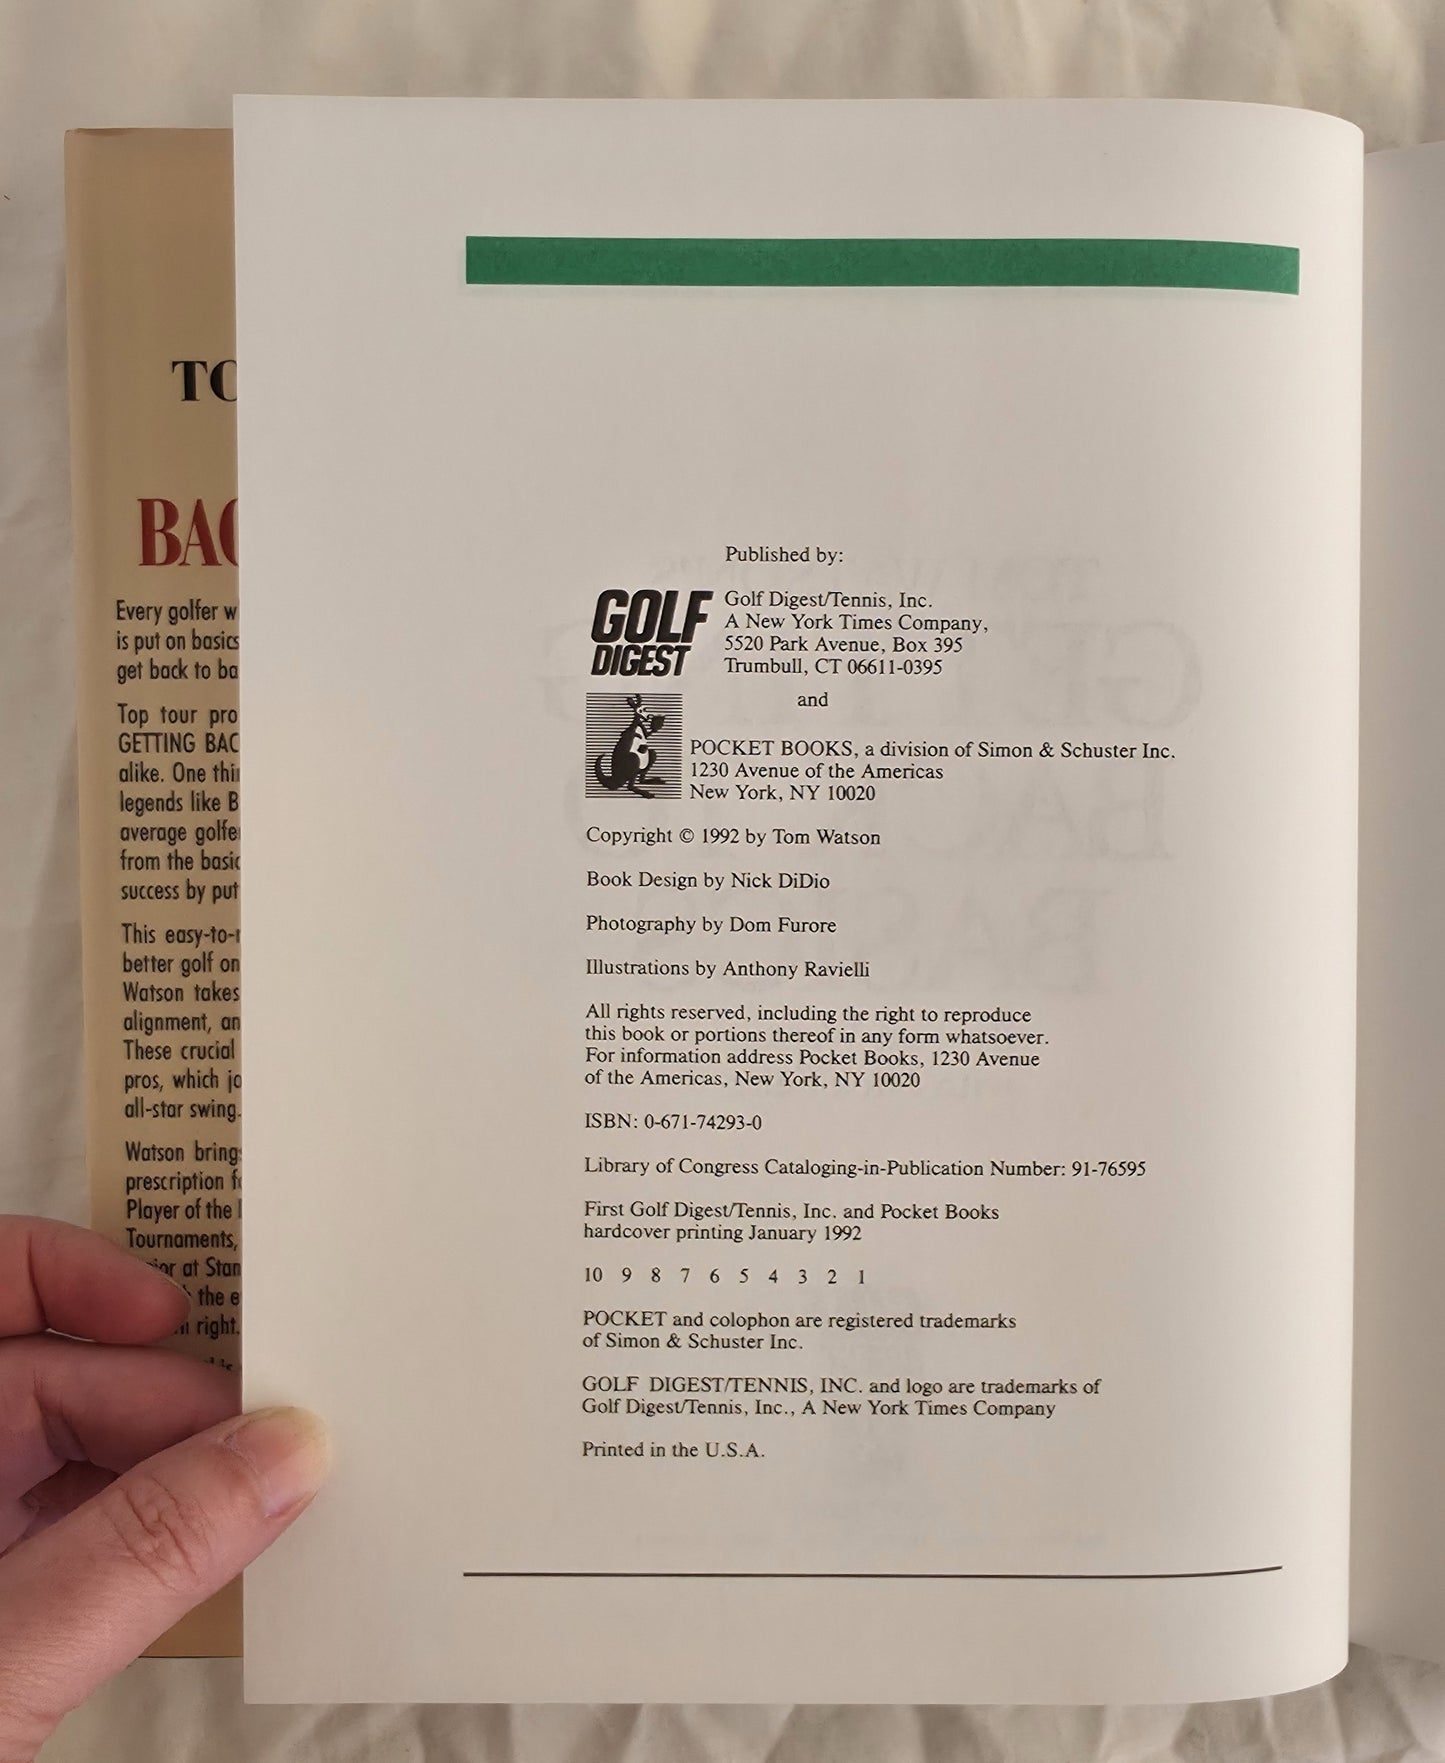 TO
BAC
Every golfer w
is put on basics
get back to ba
Top tour pro
GETTING BAC
alike. One thi
legends like B
average golfe
from the basic
success by put
This easy-to-r
better golf on
Watson takes
alignment, an
These crucial
pros, which jo
all-star swing.
Watson brings
prescription f
Player of the
Tournaments,
at Stan
the e
right.
Published by:
GOLF
DIGEST
Golf Digest/Tennis, Inc.
A New York Times Company,
5520 Park Avenue, Box 395
Trumbull, CT 06611-0395
and
POCKET BOOKS, a division of Simon & Schuster Inc.
1230 Avenue of the Americas
New York, NY 10020
Copyright © 1992 by Tom Watson
Book Design by Nick DiDio
Photography by Dom Furore
Illustrations by Anthony Ravielli
All rights reserved, including the right to reproduce
this book or portions thereof in any form whatsoever.
For information address Pocket Books, 1230 Avenue
of the Americas, New York, NY 10020
ISBN: 0-671-74293-0
Library of Congress Cataloging-in-Publication Number: 91-76595
First Golf Digest/Tennis, Inc. and Pocket Books
hardcover printing January 1992
10 9 8 7 6 5 4 3 2 1
POCKET and colophon are registered trademarks
of Simon & Schuster Inc.
GOLF DIGEST/TENNIS, INC. and logo are trademarks of
Golf Digest/Tennis, Inc., A New York Times Company
Printed in the U.S.A.